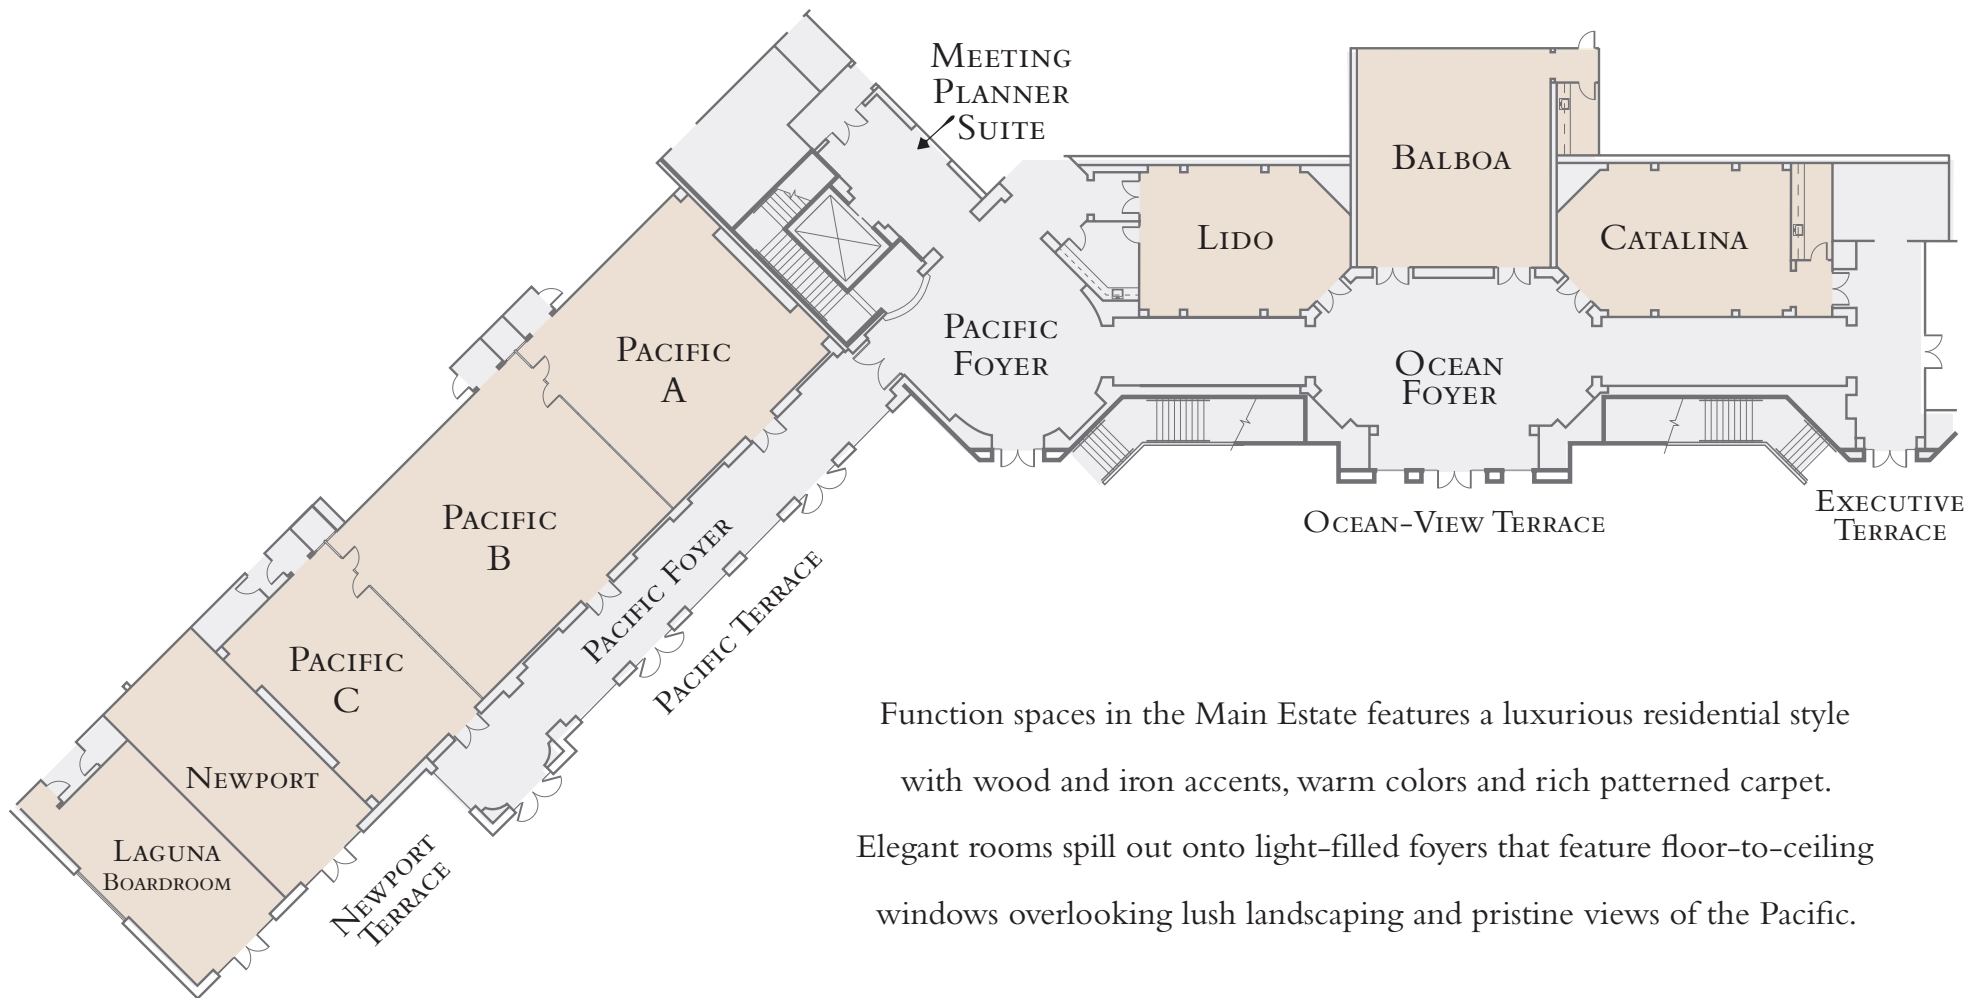 Meeting
Planner
Suite
Balboa
Lido
Catalina
Pacific
Foyer
Ocean
Foyer
Pacific
A
Pacific
B
Pacific
C
Pacific Foyer
Pacific Terrace
Ocean-View Terrace
Executive
Terrace
Newport
Laguna
Boardroom
Newport
Terrace
Function spaces in the Main Estate features a luxurious residential style
with wood and iron accents, warm colors and rich patterned carpet.
Elegant rooms spill out onto light-filled foyers that feature floor-to-ceiling
windows overlooking lush landscaping and pristine views of the Pacific.